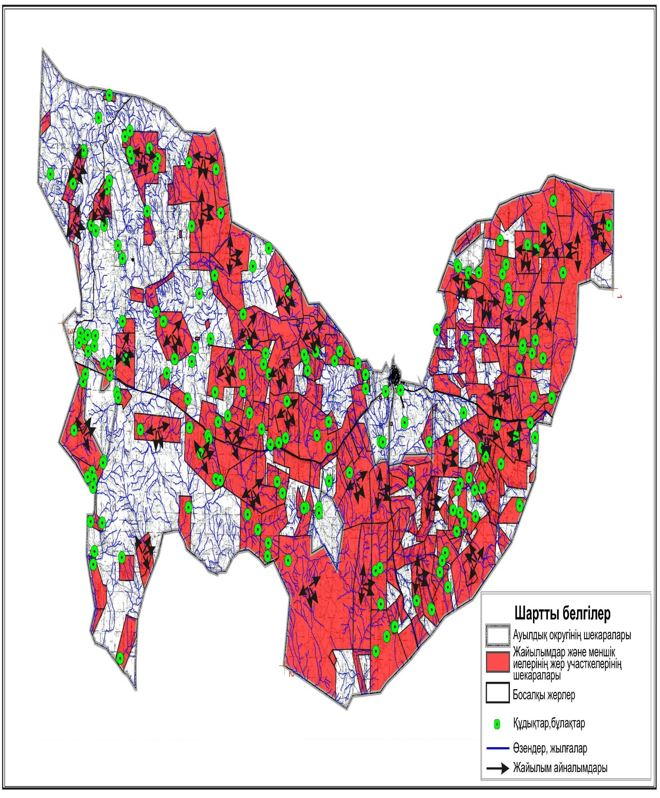 Шартты белгілер
Ауылдық округінің шекаралары
Жайылымдар және меншік
иелерінің жер участкелерінің
шекаралары
Босалқы жерлер
Құдықтар,бұлақтар
Өзендер, жылғалар
Жайылым айналымдары